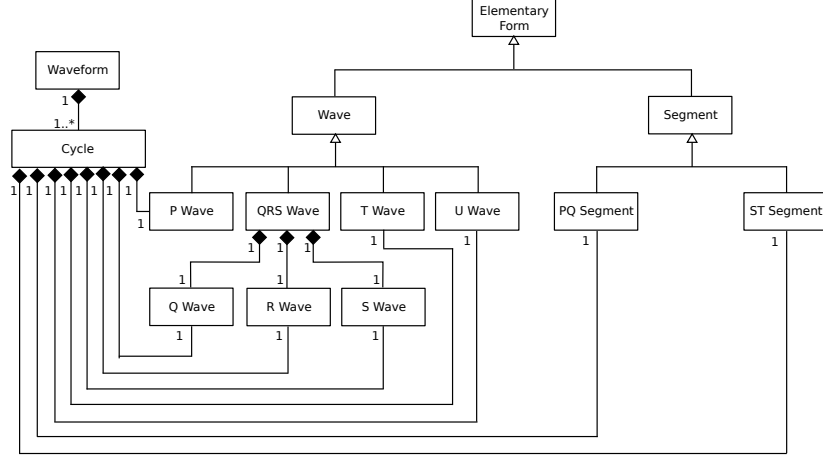 Elementary
Form
Waveform
1
1..*
Wave
Segment
Cycle
1 1 1 1 1 1 1 1
1
P Wave
QRS Wave
T Wave
U Wave
PQ Segment
ST Segment
1 1 1
1
1
1
1
1 1 1
Q Wave
R Wave
S Wave
1 1 1